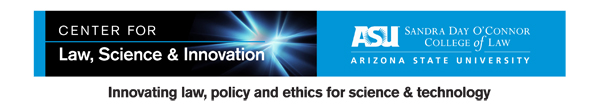 CENTER FOR
Law, Science & Innovation
ASU SANDRA DAY O'CONNOR
COLLEGE of LAW
ARIZONA STATE UNIVERSITY
Innovating law, policy and ethics for science & technology